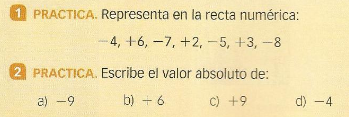 1 PRACTICA. Representa en la recta numérica:
−4, +6, −7, +2, −5, +3, −8
2 PRACTICA. Escribe el valor absoluto de:
a) −9 b) + 6 c) +9 d) −4